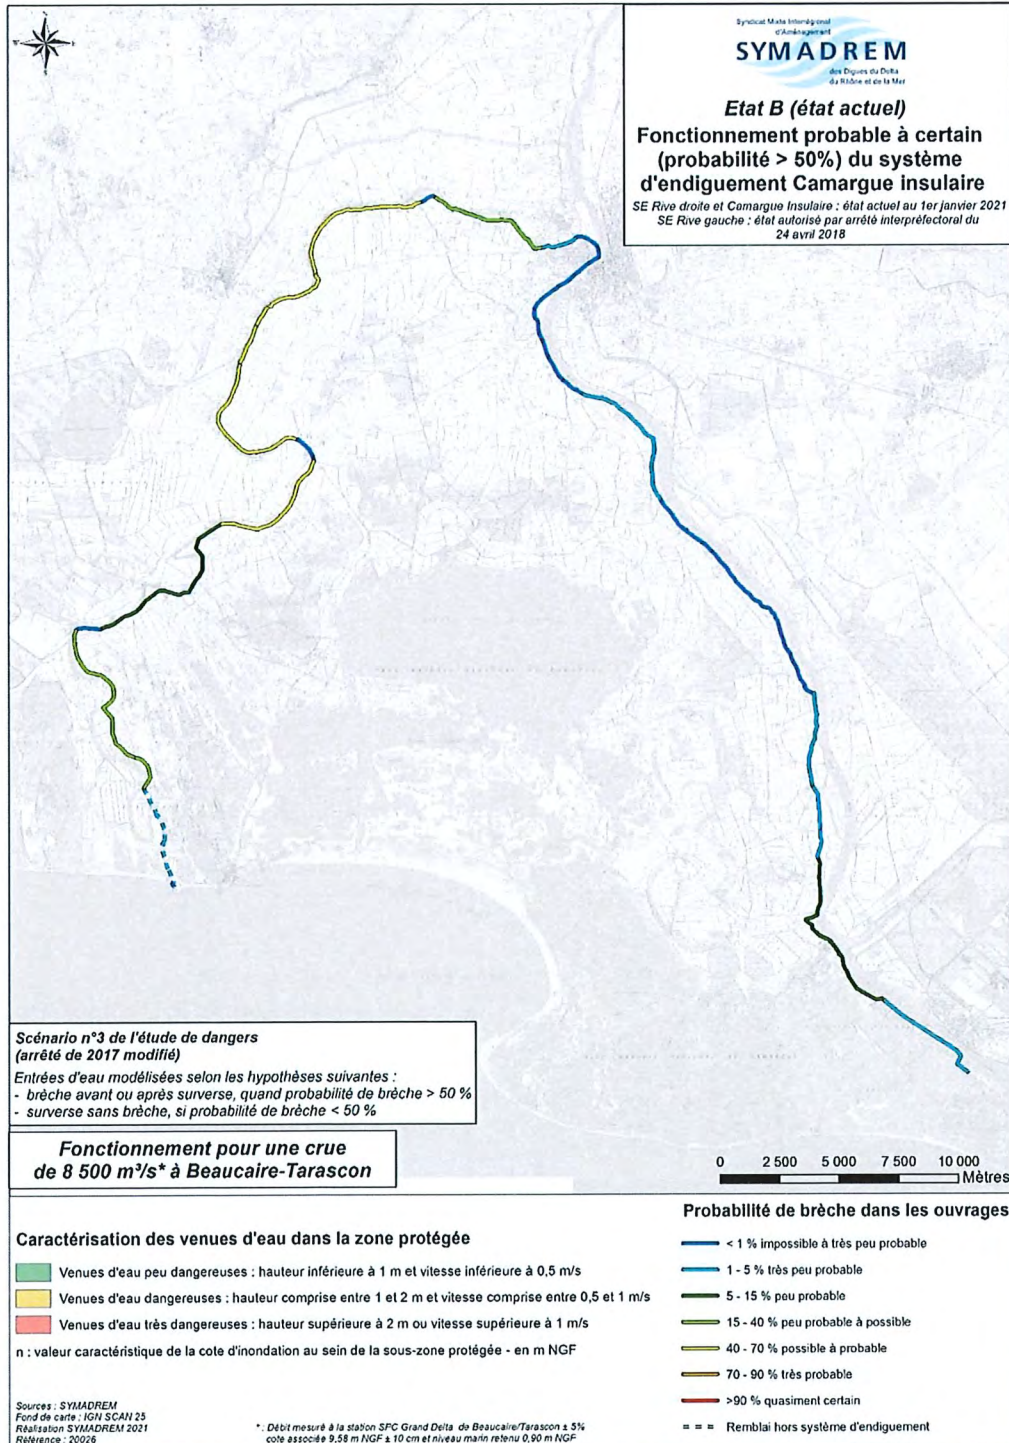 Syndicat Mixte Interrégional
d'Aménagement
SYMADREM
des Digues du Delta
du Rhône et de la Mer
Etat B (état actuel)
Fonctionnement probable à certain
(probabilité > 50%) du système
d'endiguement Camargue insulaire
SE Rive droite et Camargue Insulaire : état actuel au 1er janvier 2021
SE Rive gauche : état autorisé par arrêté interpréfectoral du
24 avril 2018
Scénario n°3 de l'étude de dangers
(arrêté de 2017 modifié)
Entrées d'eau modélisées selon les hypothèses suivantes :
- brèche avant ou après surverse, quand probabilité de brèche > 50 %
- surverse sans brèche, si probabilité de brèche < 50 %
Fonctionnement pour une crue
de 8 500 m³/s* à Beaucaire-Tarascon
0 2 500 5 000 7 500 10 000
Mètres
Caractérisation des venues d'eau dans la zone protégée
Venues d'eau peu dangereuses : hauteur inférieure à 1 m et vitesse inférieure à 0,5 m/s
Venues d'eau dangereuses : hauteur comprise entre 1 et 2 m et vitesse comprise entre 0,5 et 1 m/s
Venues d'eau très dangereuses : hauteur supérieure à 2 m ou vitesse supérieure à 1 m/s
n : valeur caractéristique de la cote d'inondation au sein de la sous-zone protégée - en m NGF
Probabilité de brèche dans les ouvrages
< 1 % impossible à très peu probable
1 - 5 % très peu probable
5 - 15 % peu probable
15 - 40 % peu probable à possible
40 - 70 % possible à probable
70 - 90 % très probable
>90 % quasiment certain
Remblai hors système d'endiguement
Sources : SYMADREM
Fond de carte : IGN SCAN 25
Réalisation SYMADREM 2021
Référence : 20026
* : Débit mesuré à la station SPC Grand Delta de Beaucaire/Tarascon ± 5%
cote associée 9,58 m NGF ± 10 cm et niveau marin retenu 0,90 m NGF